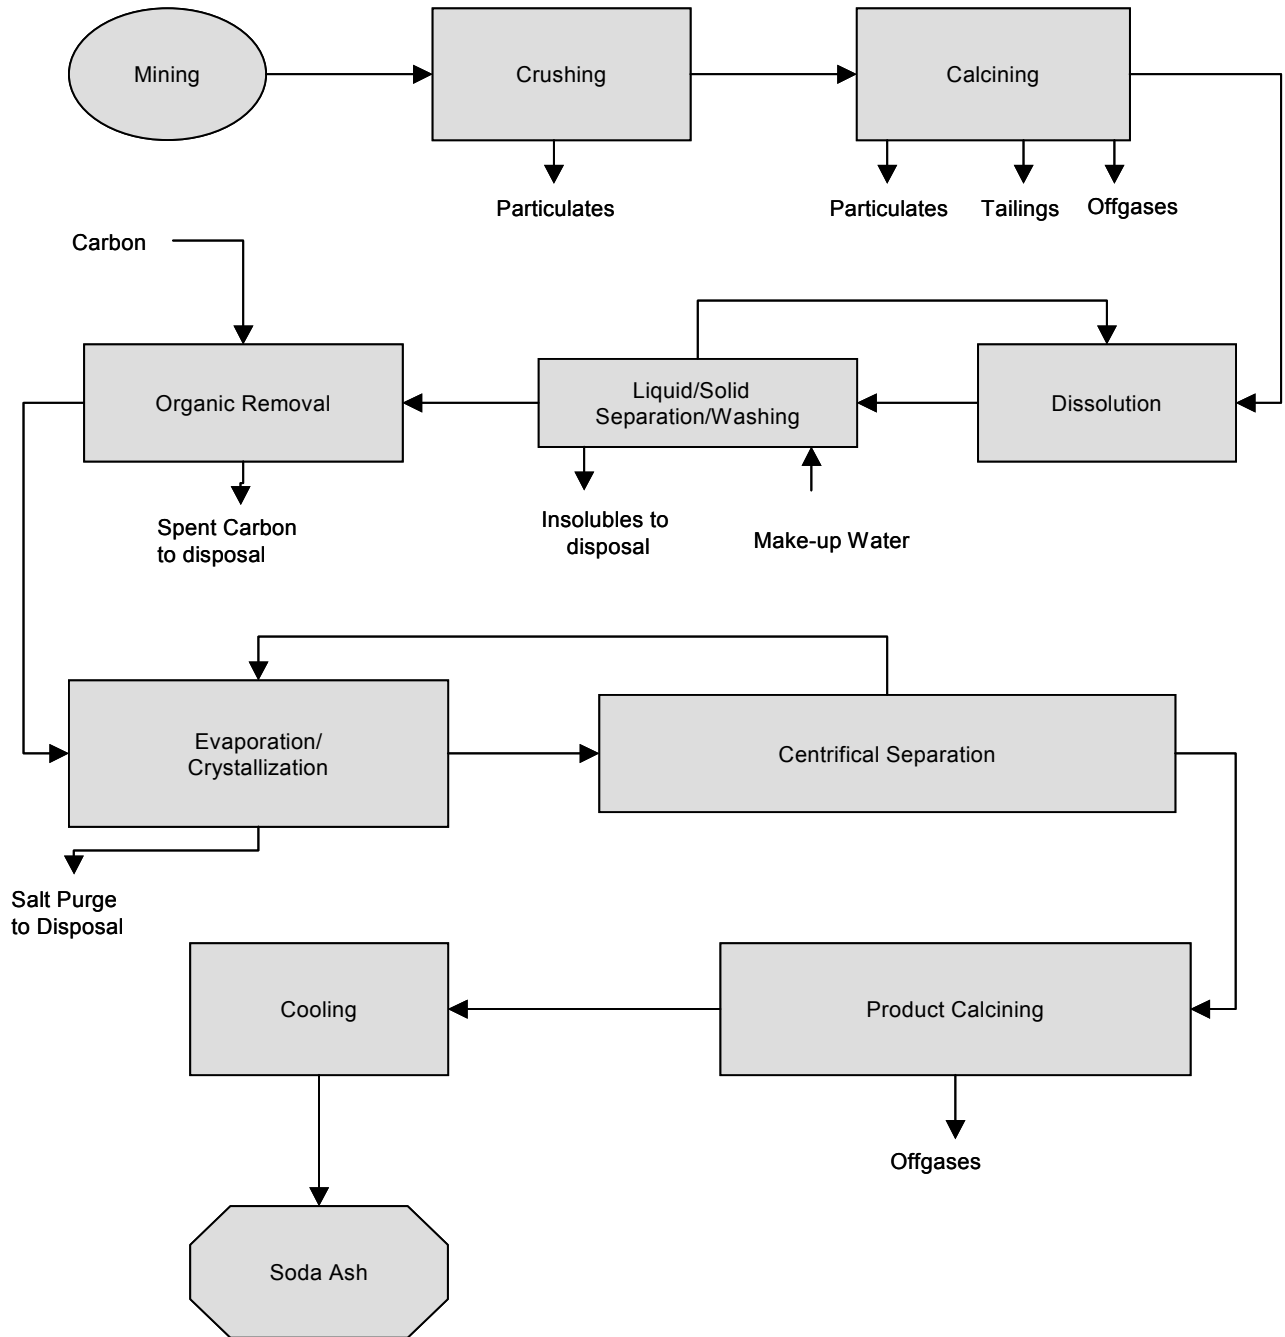 Mining
Crushing
Calcining
Particulates
Particulates
Tailings
Offgases
Carbon
Organic Removal
Liquid/Solid
Separation/Washing
Dissolution
Spent Carbon
to disposal
Insolubles to
disposal
Make-up Water
Evaporation/
Crystallization
Centrifical Separation
Salt Purge
to Disposal
Cooling
Product Calcining
Offgases
Soda Ash